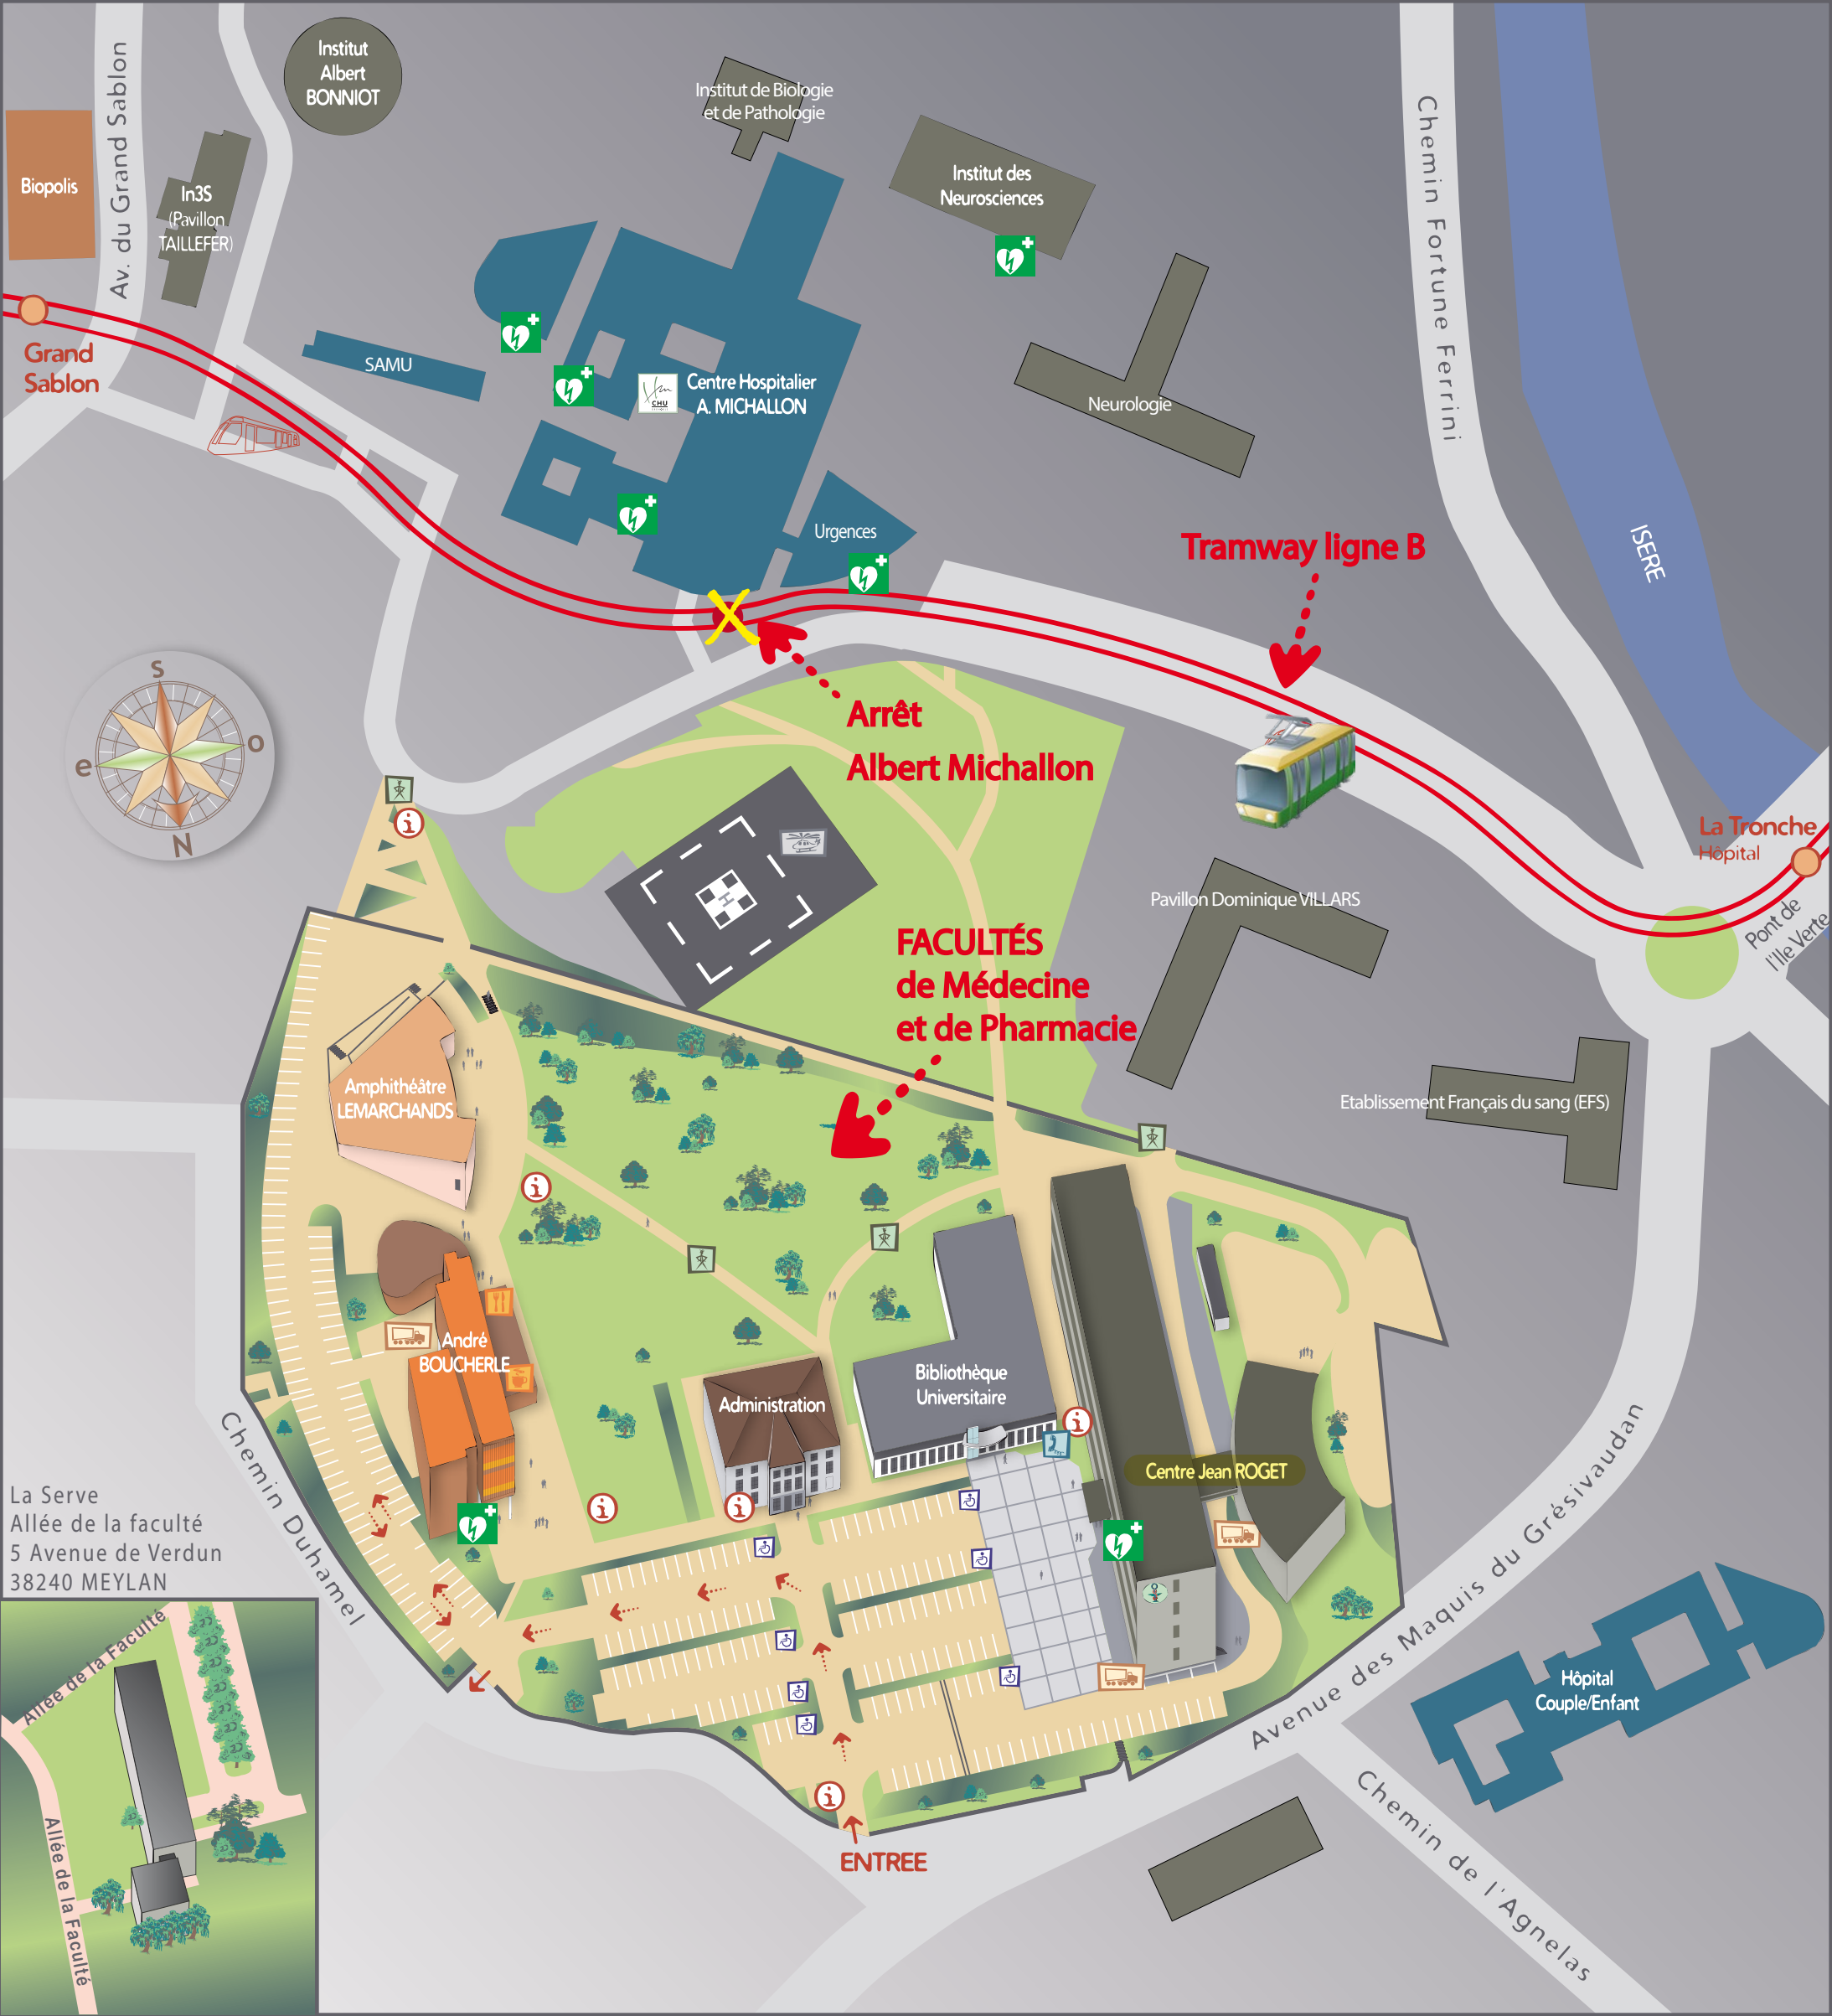 Institut
Albert
BONNIOT
Av. du Grand Sablon
Biopolis
In3S
(Pavillon
TAILLEFER)
Institut de Biologie
et de Pathologie
Institut des
Neurosciences
Chemin Fortune Ferrini
ISERE
Grand
Sablon
SAMU
CHU
Centre Hospitalier
A. MICHALLON
Neurologie
Urgences
Tramway ligne B
Arrêt
Albert Michallon
s
e
o
N
H
La Tronche
Hôpital
Pont de
l'Ile Verte
Pavillon Dominique VILLARS
FACULTÉS
de Médecine
et de Pharmacie
Etablissement Français du sang (EFS)
Amphithéâtre
LEMARCHANDS
André
BOUCHERLE
Administration
Bibliothèque
Universitaire
Centre Jean ROGET
Chemin Duhamel
Avenue des Maquis du Grésivaudan
La Serve
Allée de la faculté
5 Avenue de Verdun
38240 MEYLAN
Allée de la Faculté
Allée de la Faculté
Hôpital
Couple/Enfant
Chemin de l'Agnelas
ENTREE